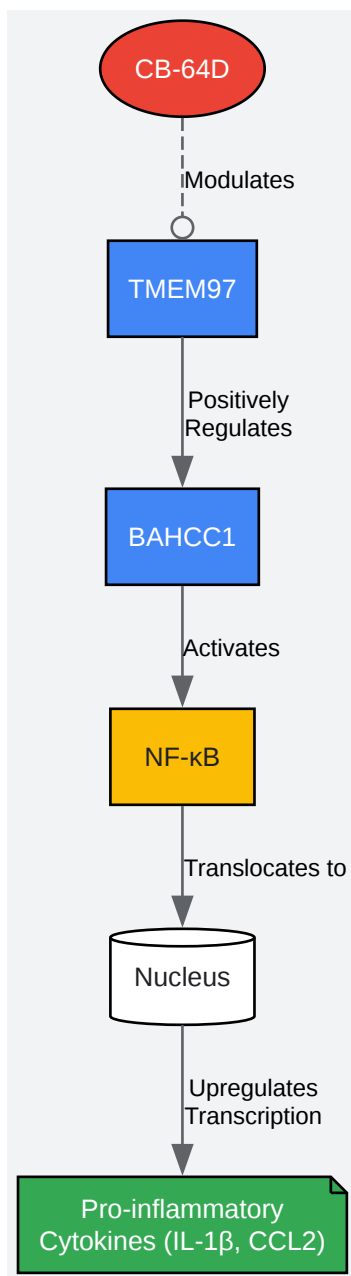 CB-64D
Modulates
TMEM97
Positively
Regulates
BAHCC1
Activates
NF-κB
Translocates to
Nucleus
Upregulates
Transcription
Pro-inflammatory
Cytokines (IL-1β, CCL2)